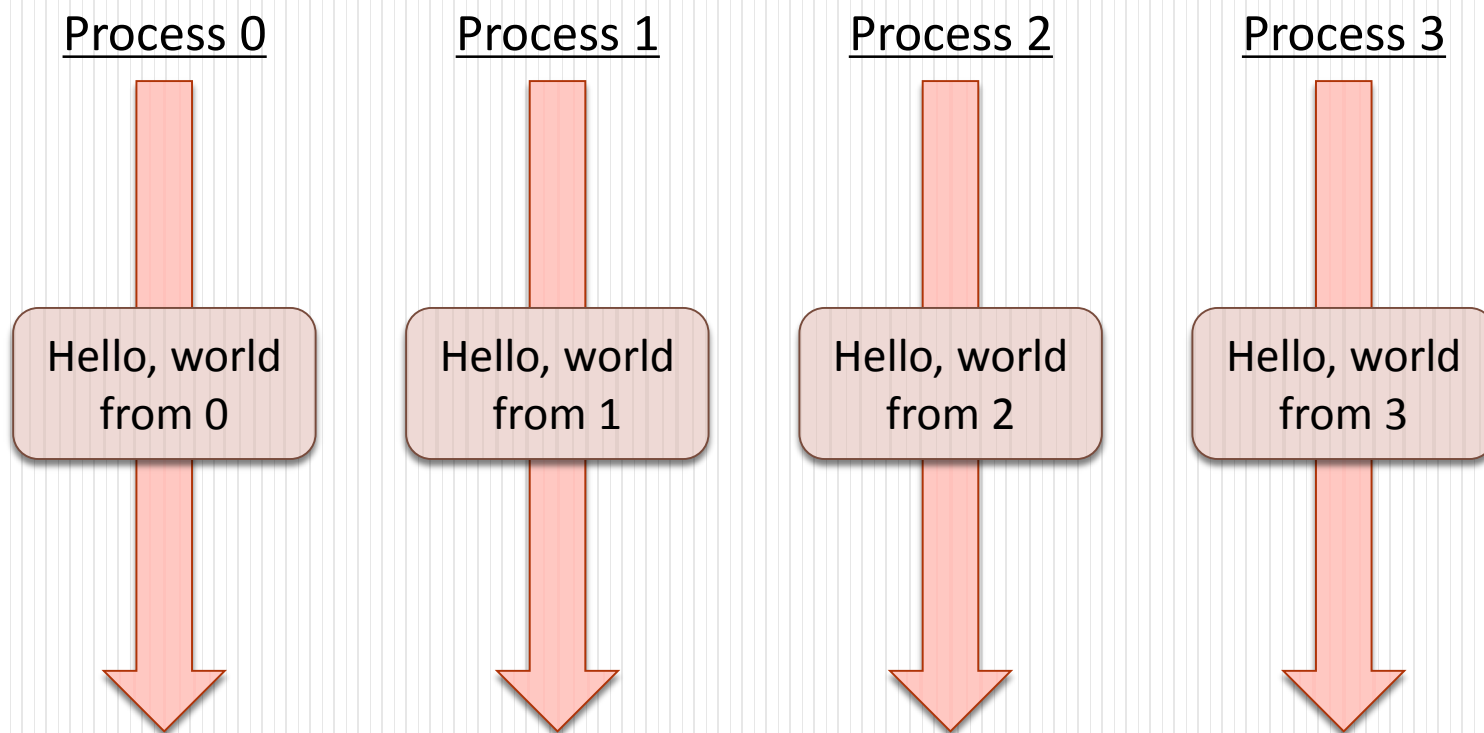 Process 0
Process 1
Process 2
Process 3
Hello, world
from 0
Hello, world
from 1
Hello, world
from 2
Hello, world
from 3